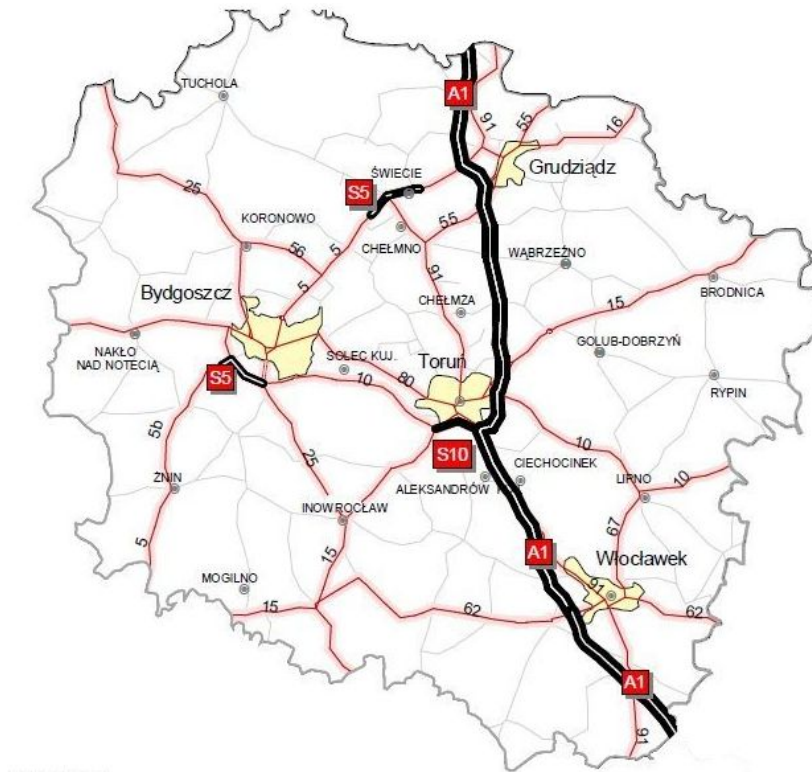 TUCHOLA
A1
91
55
16
Grudziądz
ŚWIECIE
S5
25
KORONOWO
56
5
55
CHEŁMNO
91
WĄBRZEŹNO
5
Bydgoszcz
CHEŁMŻA
15
BRODNICA
NAKŁO
NAD NOTECIĄ
SOLEC KUJ.
Toruń
GOLUB-DOBRZYŃ
S5
10
80
RYPIN
5b
25
S10
10
CIECHOCINEK
ŻNIN
ALEKSANDRÓW
LIPNO
10
INOWROCŁAW
67
5
15
A1
Włocławek
MOGILNO
91
15
62
62
A1
91